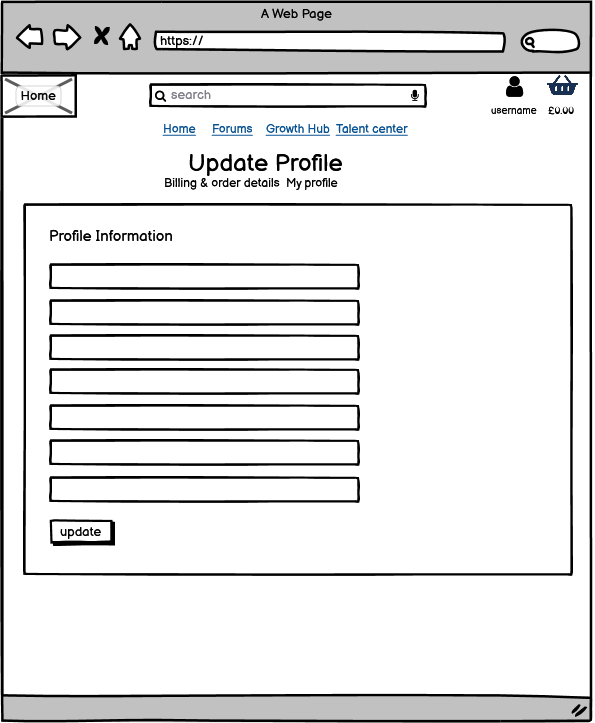 A Web Page
https://
Home
search
username £0.00
Home Forums Growth Hub Talent center
Update Profile
Billing & order details My profile
Profile Information
update